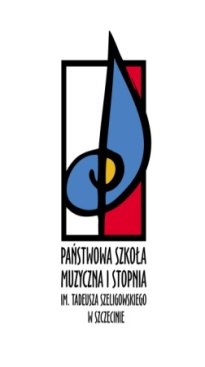 PAŃSTWOWA SZKOŁA
MUZYCZNA I STOPNIA
IM. TADEUSZA SZELIGOWSKIEGO
W SZCZECINIE